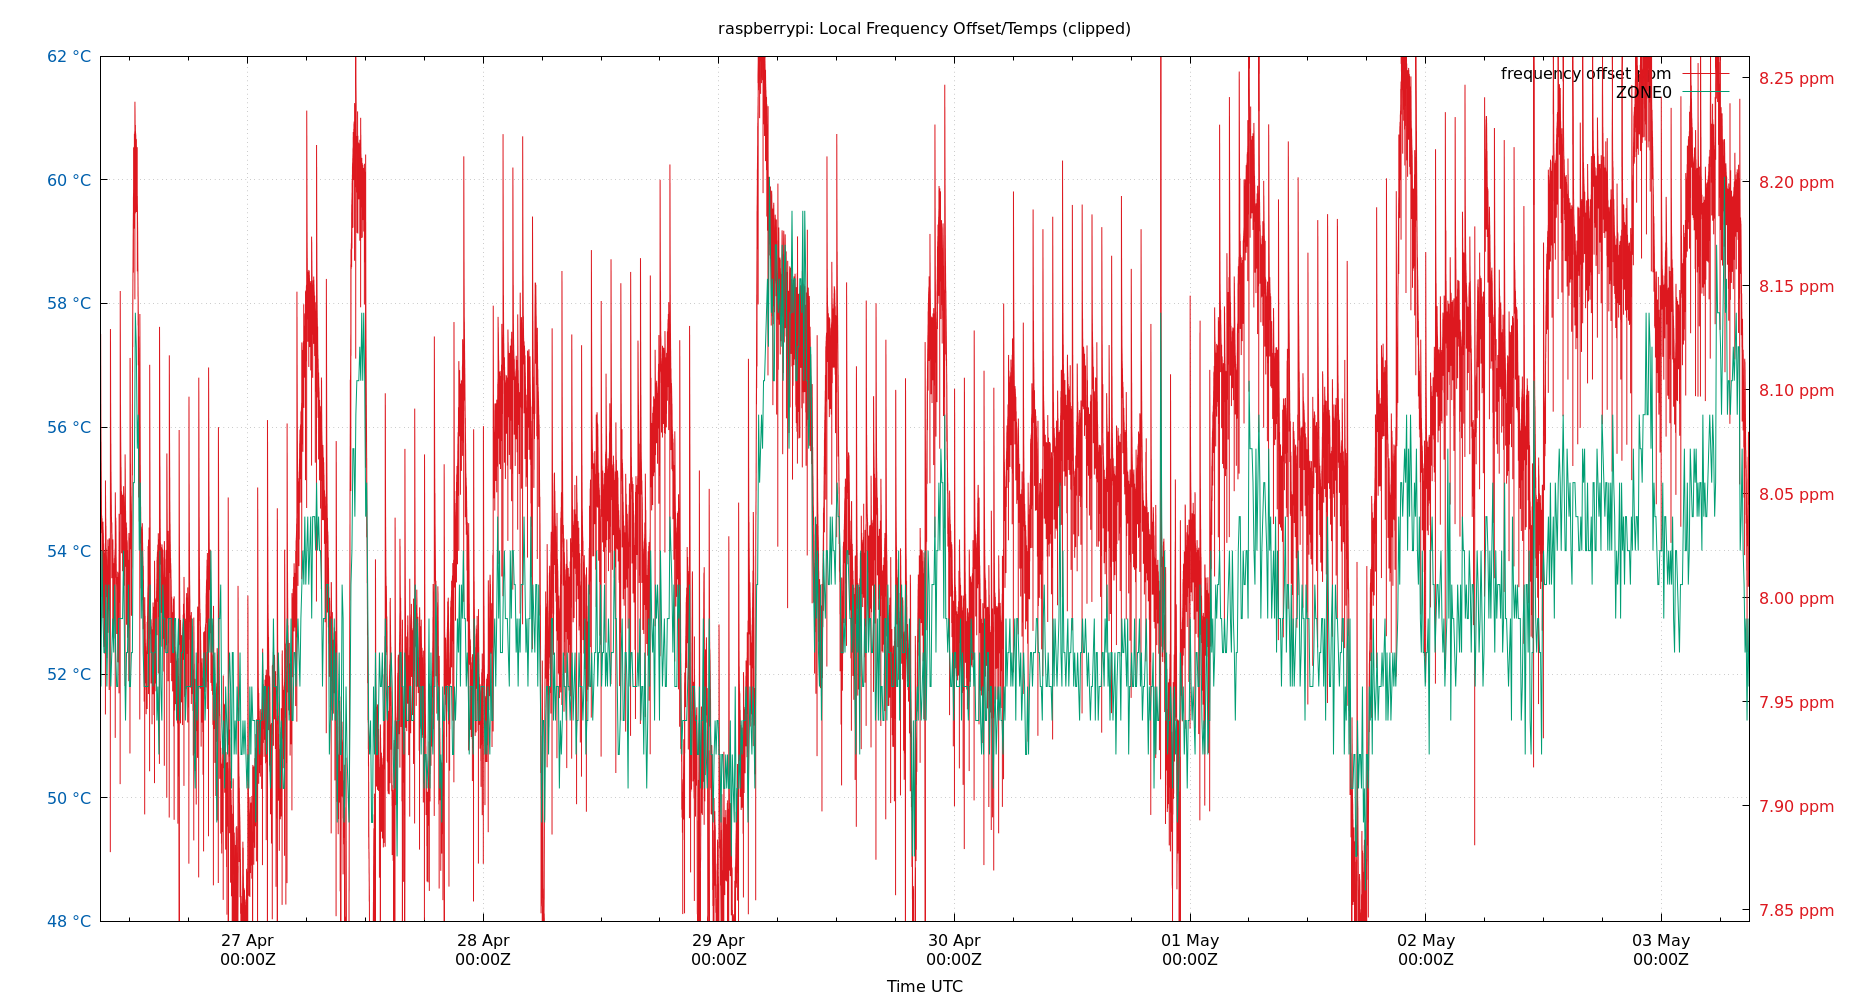 raspberrypi: Local Frequency Offset/Temps (clipped)
62 °C
60 °C
58 °C
56 °C
54 °C
52 °C
50 °C
48 °C
frequency offset ppm
ZONE0
8.25 ppm
8.20 ppm
8.15 ppm
8.10 ppm
8.05 ppm
8.00 ppm
7.95 ppm
7.90 ppm
7.85 ppm
27 Apr
00:00Z
28 Apr
00:00Z
29 Apr
00:00Z
30 Apr
00:00Z
01 May
00:00Z
02 May
00:00Z
03 May
00:00Z
Time UTC